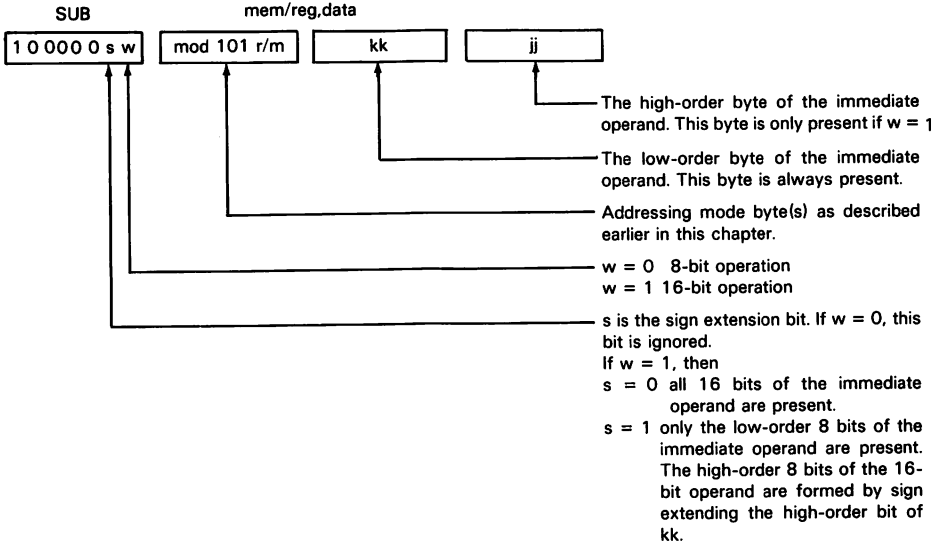 SUB mem/reg,data
1 0 000 0 s w mod 101 r/m kk jj
The high-order byte of the immediate
operand. This byte is only present if w = 1
The low-order byte of the immediate
operand. This byte is always present.
Addressing mode byte(s) as described
earlier in this chapter.
w = 0 8-bit operation
w = 1 16-bit operation
s is the sign extension bit. If w = 0, this
bit is ignored.
If w = 1, then
s = 0 all 16 bits of the immediate
operand are present.
s = 1 only the low-order 8 bits of the
immediate operand are present.
The high-order 8 bits of the 16-
bit operand are formed by sign
extending the high-order bit of
kk.